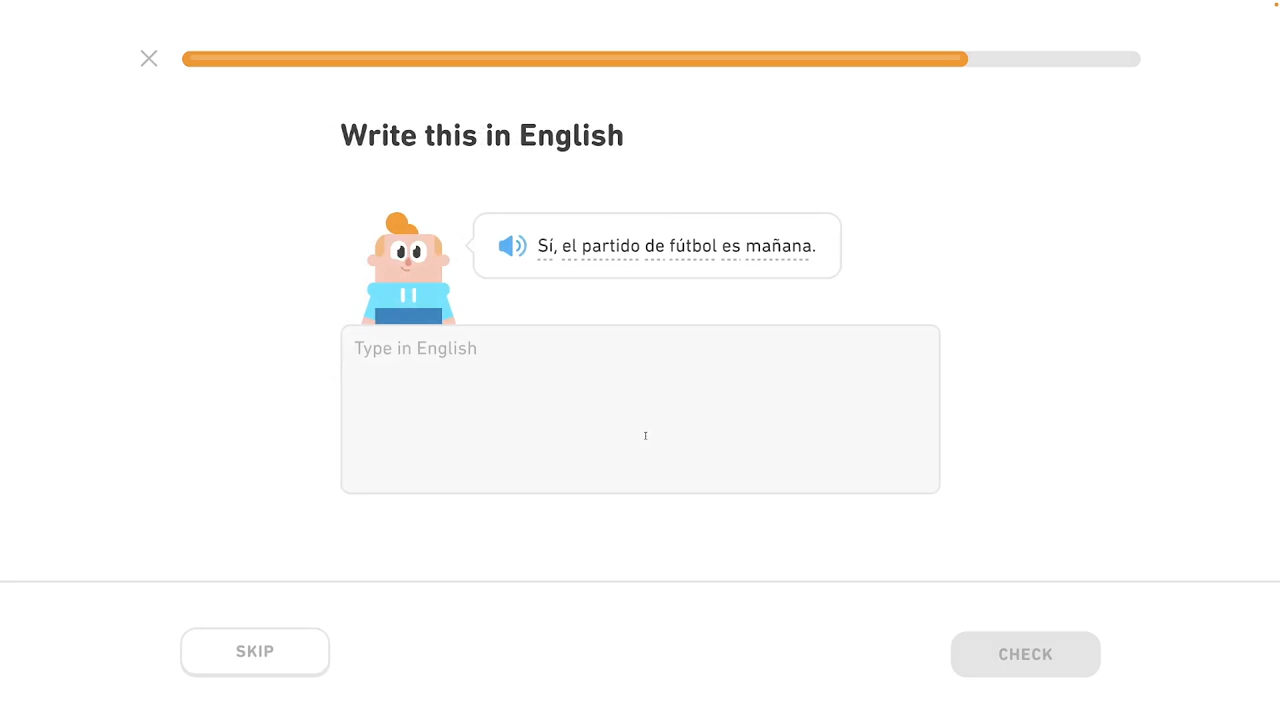 Write this in English
Sí, el partido de fútbol es mañana.
Type in English
SKIP
CHECK